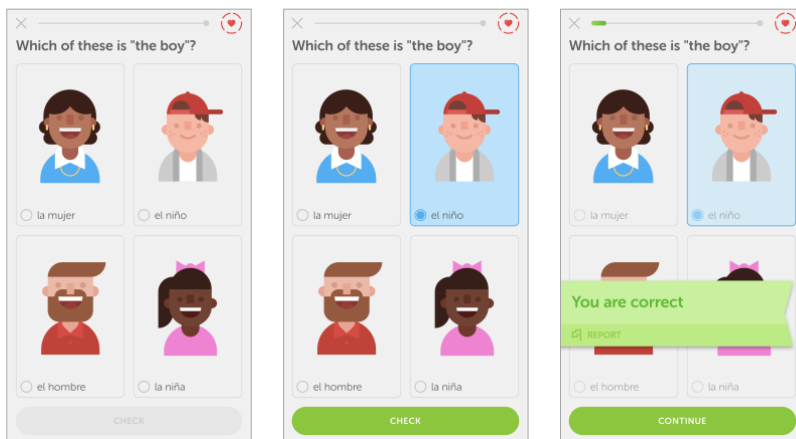 Which of these is "the boy"?
la mujer
el niño
el hombre
la niña
CHECK
Which of these is "the boy"?
la mujer
el niño
el hombre
la niña
CHECK
Which of these is "the boy"?
la mujer
el niño
You are correct
REPORT
el hombre
la niña
CONTINUE